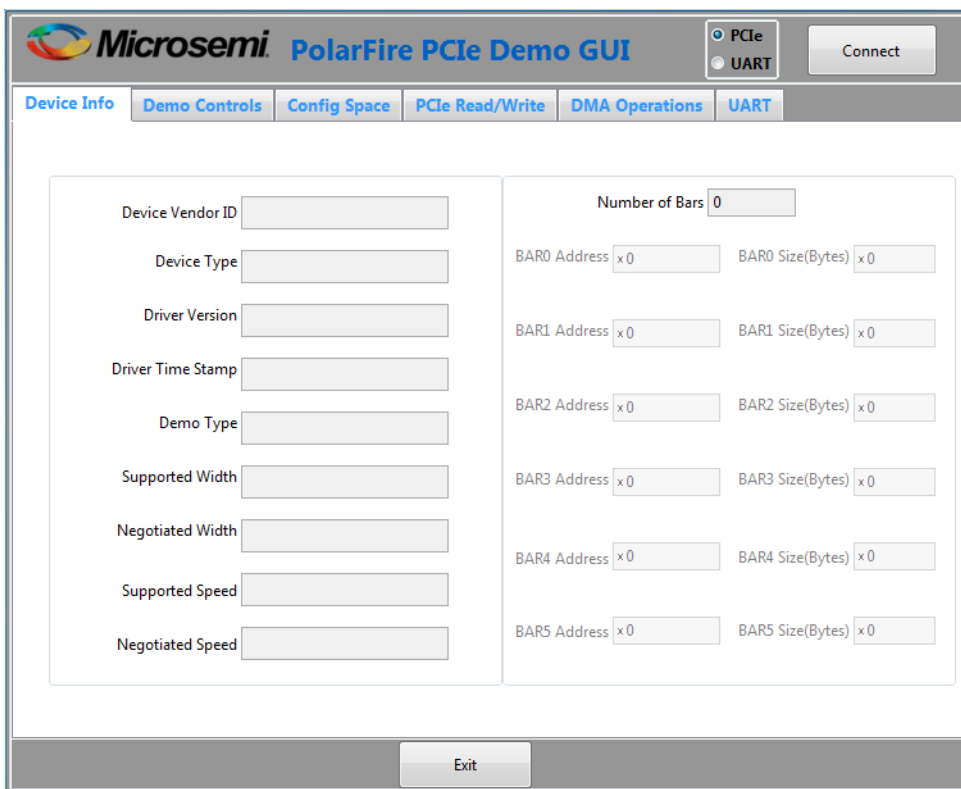 Microsemi. PolarFire PCIe Demo GUI
PCIe
UART
Connect
Device Info Demo Controls Config Space PCIe Read/Write DMA Operations UART
Device Vendor ID
Device Type
Driver Version
Driver Time Stamp
Demo Type
Supported Width
Negotiated Width
Supported Speed
Negotiated Speed
Number of Bars 0
BAR0 Address x 0 BAR0 Size(Bytes) x 0
BAR1 Address x 0 BAR1 Size(Bytes) x 0
BAR2 Address x 0 BAR2 Size(Bytes) x 0
BAR3 Address x 0 BAR3 Size(Bytes) x 0
BAR4 Address x 0 BAR4 Size(Bytes) x 0
BAR5 Address x 0 BAR5 Size(Bytes) x 0
Exit